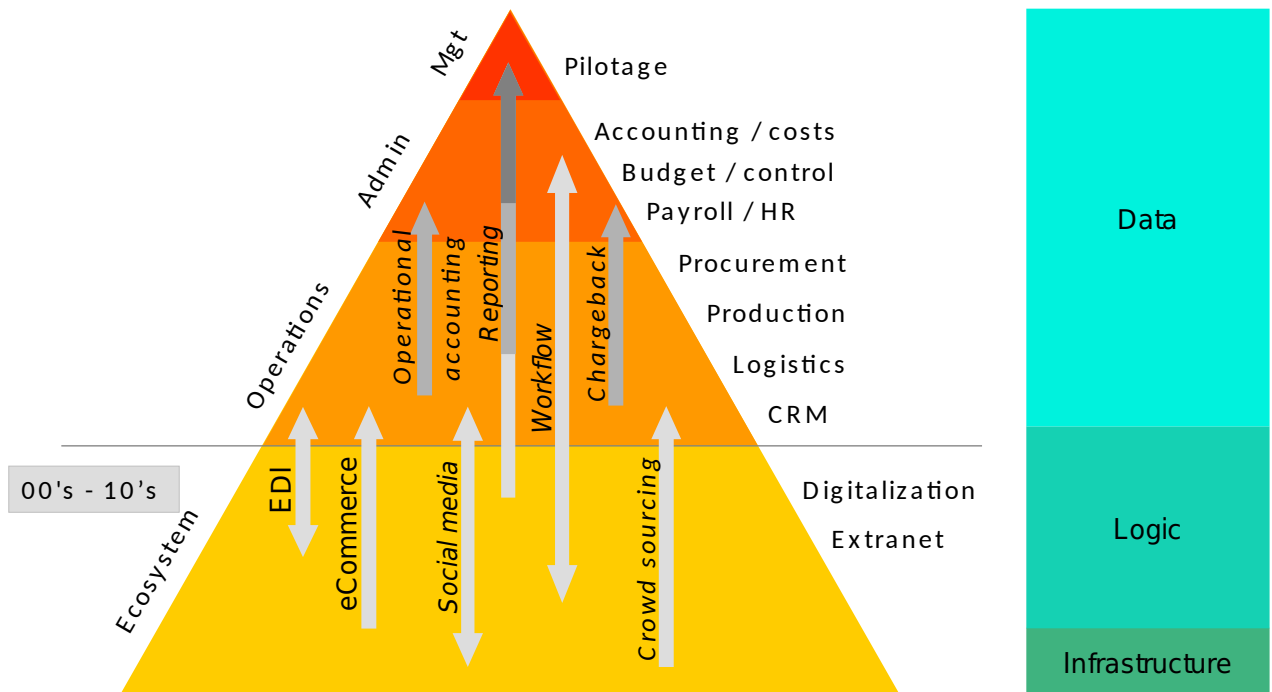 Mgt
Pilotage
Admin
Accounting / costs
Budget / control
Payroll / HR
Operations
Procurement
Production
Logistics
CRM
Operational
accounting
Reporting
Workflow
Chargeback
00's - 10’s
Ecosystem
EDI
eCommerce
Social media
Crowd sourcing
Digitalization
Extranet
Data
Logic
Infrastructure